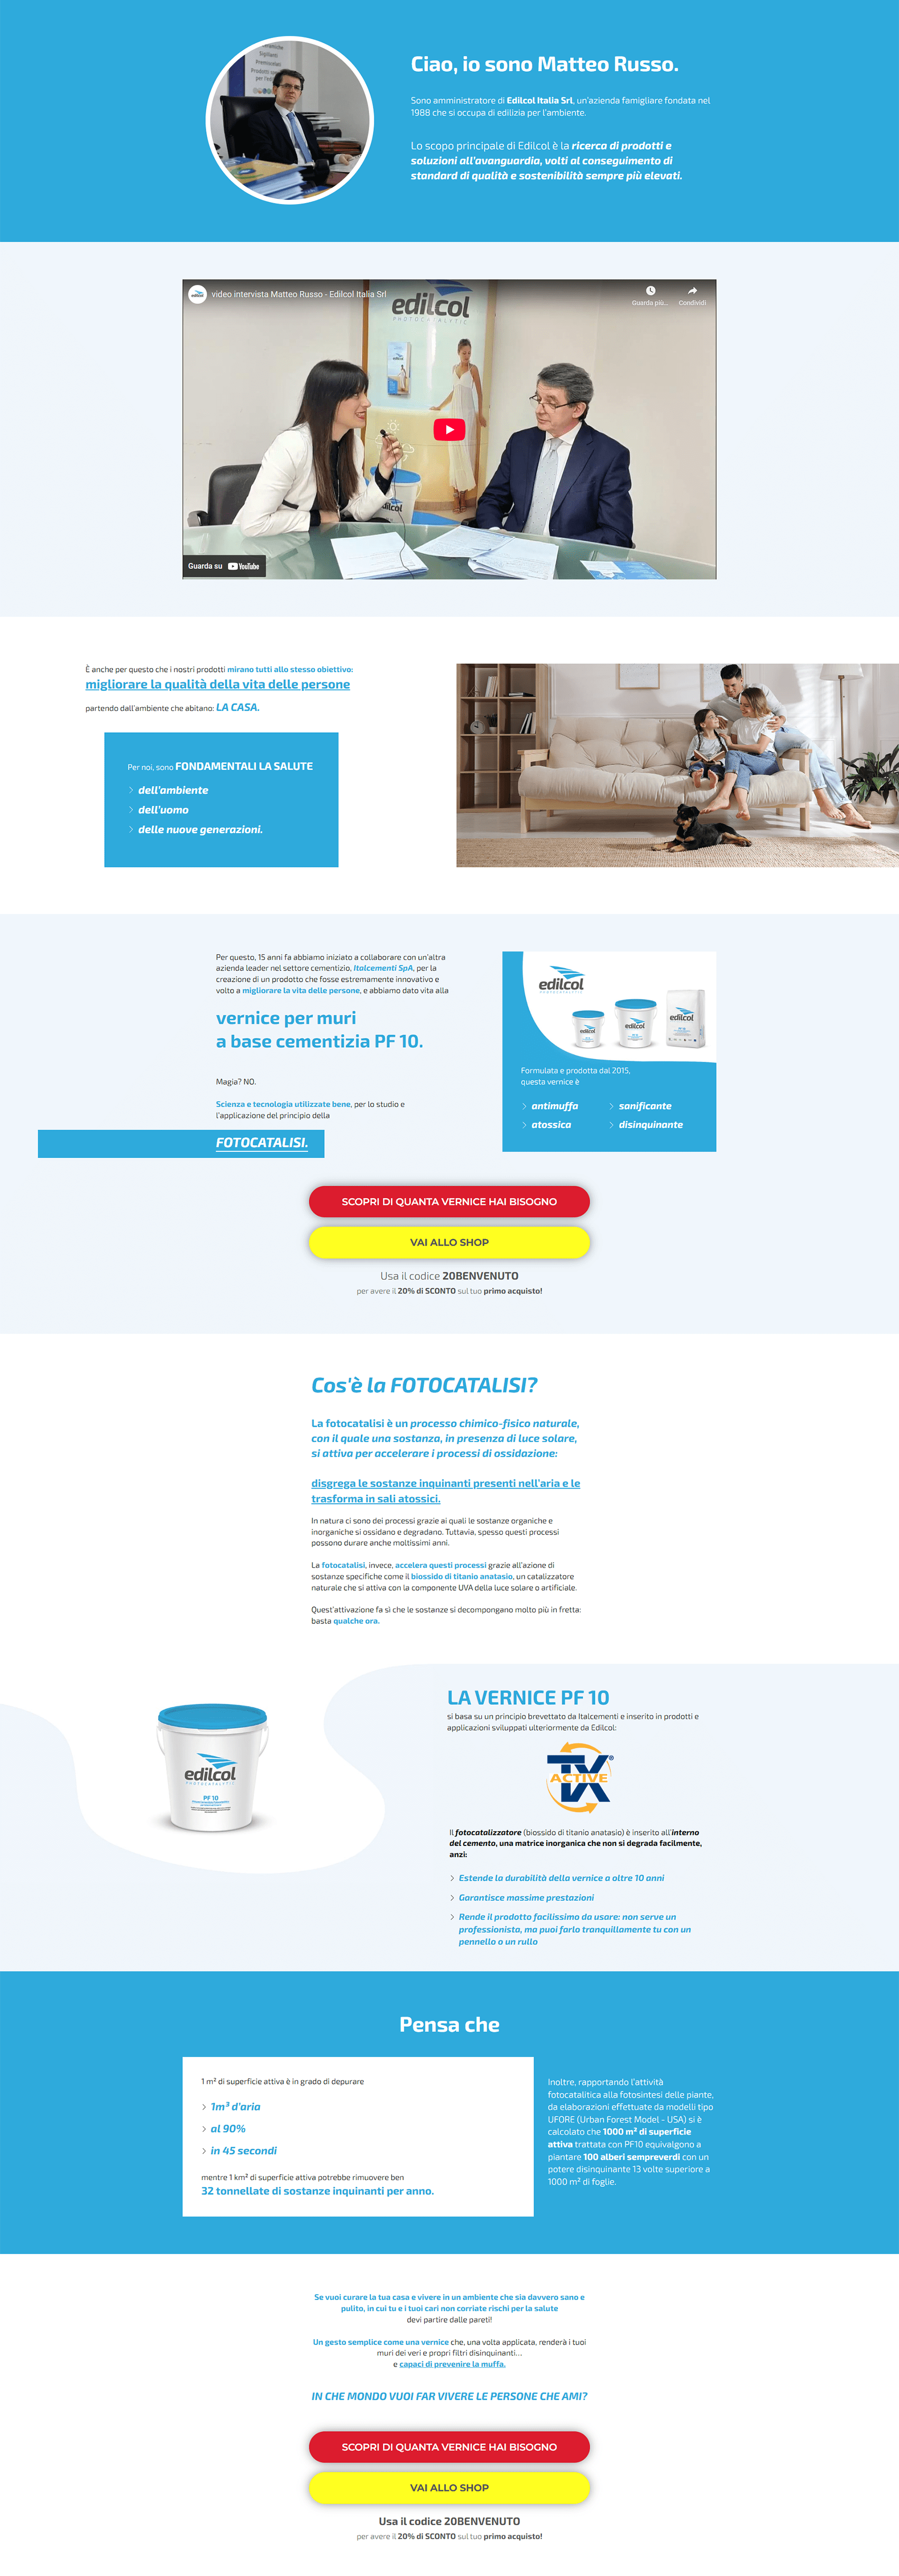 Ciao, io sono Matteo Russo.
Sono amministratore di Edilcol Italia Srl, un'azienda famigliare fondata nel
1988 che si occupa di edilizia per l'ambiente.
Lo scopo principale di Edilcol è la ricerca di prodotti e
soluzioni all'avanguardia, volti al conseguimento di
standard di qualità e sostenibilità sempre più elevati.
video intervista Matteo Russo - Edilcol Italia Srl
Guarda più...
Condividi
edilcol
PHOTOCATALYTIC
Guarda su YouTube
È anche per questo che i nostri prodotti mirano tutti allo stesso obiettivo:
migliorare la qualità della vita delle persone
partendo dall'ambiente che abitano: LA CASA.
Per noi, sono FONDAMENTALI LA SALUTE
dell'ambiente
dell'uomo
delle nuove generazioni.
Per questo, 15 anni fa abbiamo iniziato a collaborare con un'altra
azienda leader nel settore cementizio, Italcementi SpA, per la
creazione di un prodotto che fosse estremamente innovativo e
volto a migliorare la vita delle persone, e abbiamo dato vita alla
vernice per muri
a base cementizia PF 10.
Magia? NO.
Scienza e tecnologia utilizzate bene, per lo studio e
l'applicazione del principio della
FOTOCATALISI.
edilcol
PHOTOCATALYTIC
edilcol
edilcol
edilcol
Formulata e prodotta dal 2015,
questa vernice è
antimuffa
sanificante
atossica
disinquinante
SCOPRI DI QUANTA VERNICE HAI BISOGNO
VAI ALLO SHOP
Usa il codice 20BENVENUTO
per avere il 20% di SCONTO sul tuo primo acquisto!
Cos'è la FOTOCATALISI?
La fotocatalisi è un processo chimico-fisico naturale,
con il quale una sostanza, in presenza di luce solare,
si attiva per accelerare i processi di ossidazione:
disgrega le sostanze inquinanti presenti nell'aria e le
trasforma in sali atossici.
In natura ci sono dei processi grazie ai quali le sostanze organiche e
inorganiche si ossidano e degradano. Tuttavia, spesso questi processi
possono durare anche moltissimi anni.
La fotocatalisi, invece, accelera questi processi grazie all'azione di
sostanze specifiche come il biossido di titanio anatasio, un catalizzatore
naturale che si attiva con la componente UVA della luce solare o artificiale.
Quest'attivazione fa sì che le sostanze si decompongano molto più in fretta:
basta qualche ora.
edilcol
PHOTOCATALYTIC
PF 10
LA VERNICE PF 10
si basa su un principio brevettato da Italcementi e inserito in prodotti e
applicazioni sviluppati ulteriormente da Edilcol:
TX
ACTIVE
®
Il fotocatalizzatore (biossido di titanio anatasio) è inserito all'interno
del cemento, una matrice inorganica che non si degrada facilmente,
anzi:
Estende la durabilità della vernice a oltre 10 anni
Garantisce massime prestazioni
Rende il prodotto facilissimo da usare: non serve un
professionista, ma puoi farlo tranquillamente tu con un
pennello o un rullo
Pensa che
1 m² di superficie attiva è in grado di depurare
1m³ d'aria
al 90%
in 45 secondi
mentre 1 km² di superficie attiva potrebbe rimuovere ben
32 tonnellate di sostanze inquinanti per anno.
Inoltre, rapportando l'attività
fotocatalitica alla fotosintesi delle piante,
da elaborazioni effettuate da modelli tipo
UFORE (Urban Forest Model - USA) si è
calcolato che 1000 m² di superficie
attiva trattata con PF10 equivalgono a
piantare 100 alberi sempreverdi con un
potere disinquinante 13 volte superiore a
1000 m² di foglie.
Se vuoi curare la tua casa e vivere in un ambiente che sia davvero sano e
pulito, in cui tu e i tuoi cari non corriate rischi per la salute
devi partire dalle pareti!
Un gesto semplice come una vernice che, una volta applicata, renderà i tuoi
muri dei veri e propri filtri disinquinanti...
e capaci di prevenire la muffa.
IN CHE MONDO VUOI FAR VIVERE LE PERSONE CHE AMI?
SCOPRI DI QUANTA VERNICE HAI BISOGNO
VAI ALLO SHOP
Usa il codice 20BENVENUTO
per avere il 20% di SCONTO sul tuo primo acquisto!